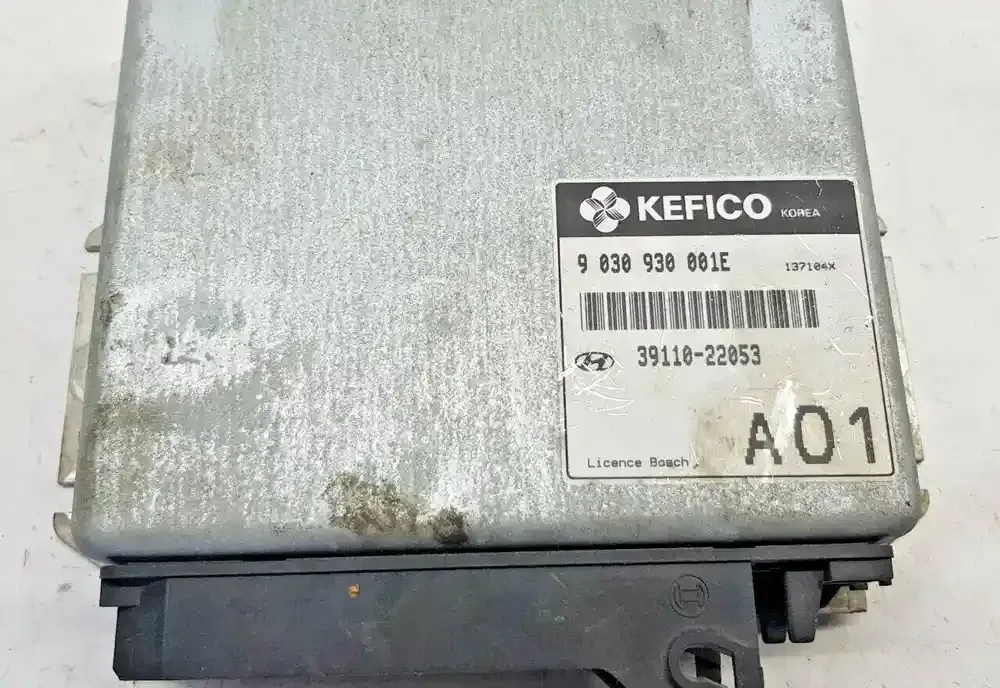 KEFICO KOREA
9 030 930 001E 137104X
39110-22053
A01
Licence Bosch